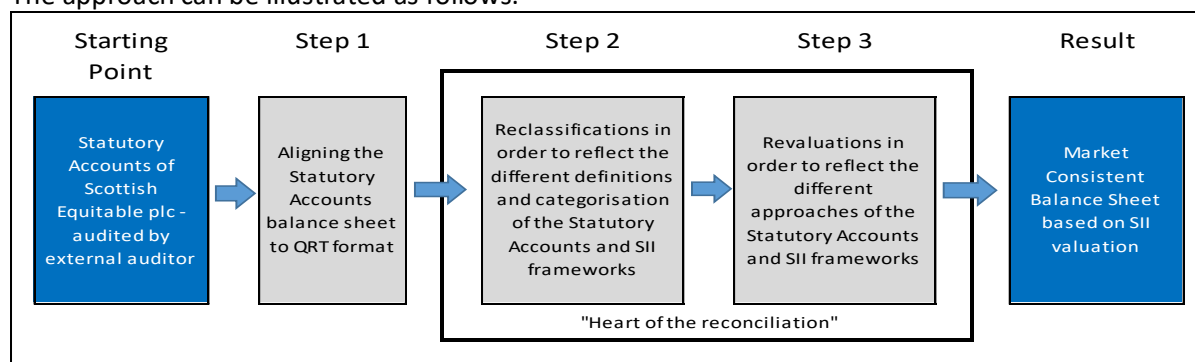 The approach can be illustrated as follows:
Starting
Point
Step 1
Step 2
Step 3
Result
Statutory
Accounts of
Scottish
Equitable plc -
audited by
external auditor
Aligning the
Statutory
Accounts
balance sheet
to QRT format
Reclassifications in
order to reflect the
different definitions
and categorisation
of the Statutory
Accounts and SII
frameworks
Revaluations in
order to reflect the
different
approaches of the
Statutory Accounts
and SII frameworks
Market
Consistent
Balance Sheet
based on SII
valuation
"Heart of the reconciliation"